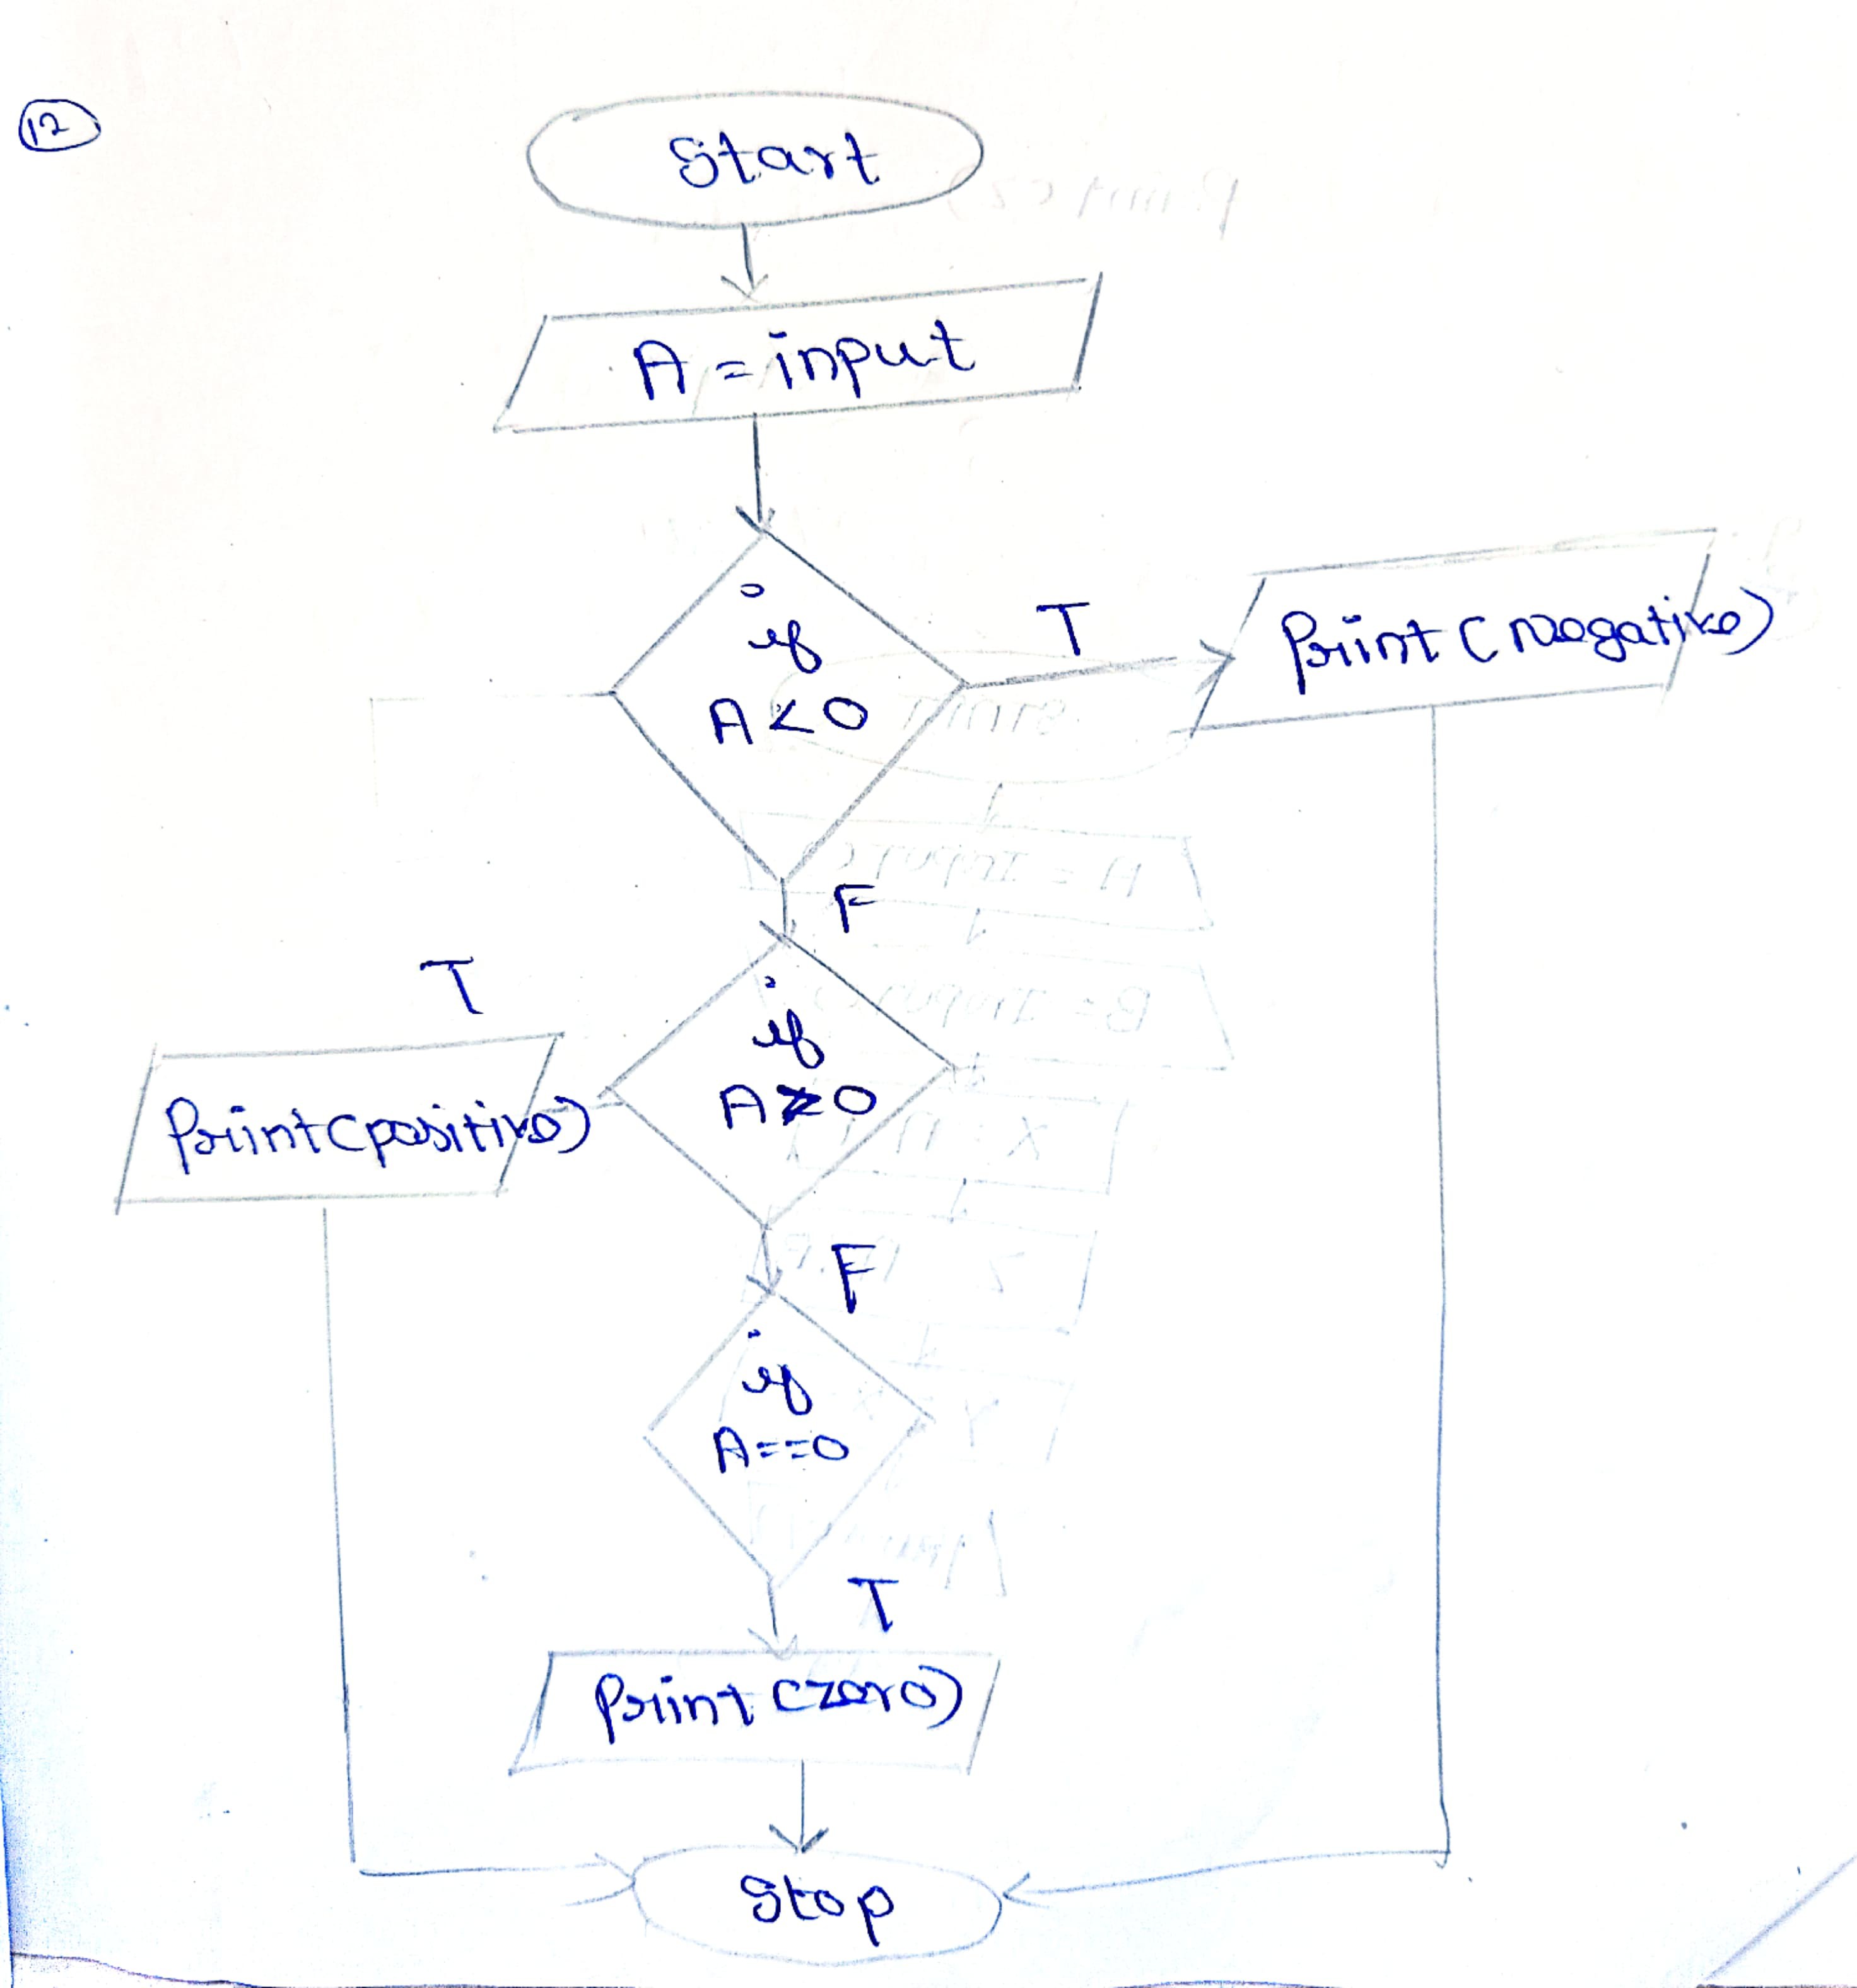 12
Start
A = input
if
A < 0
T
Print (Negative)
F
T
if
A > 0
Print (positive)
F
if
A == 0
T
Print (zero)
Stop